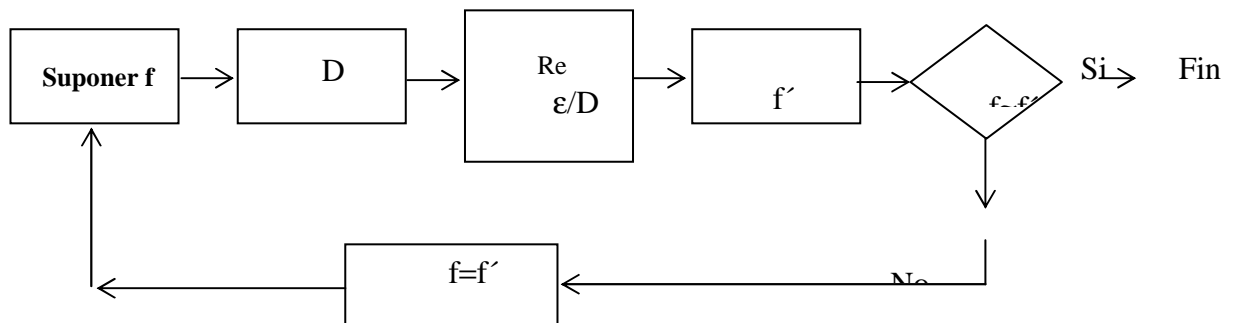 Suponer f
D
Re
ε/D
f´
Si
Fin
f=f´